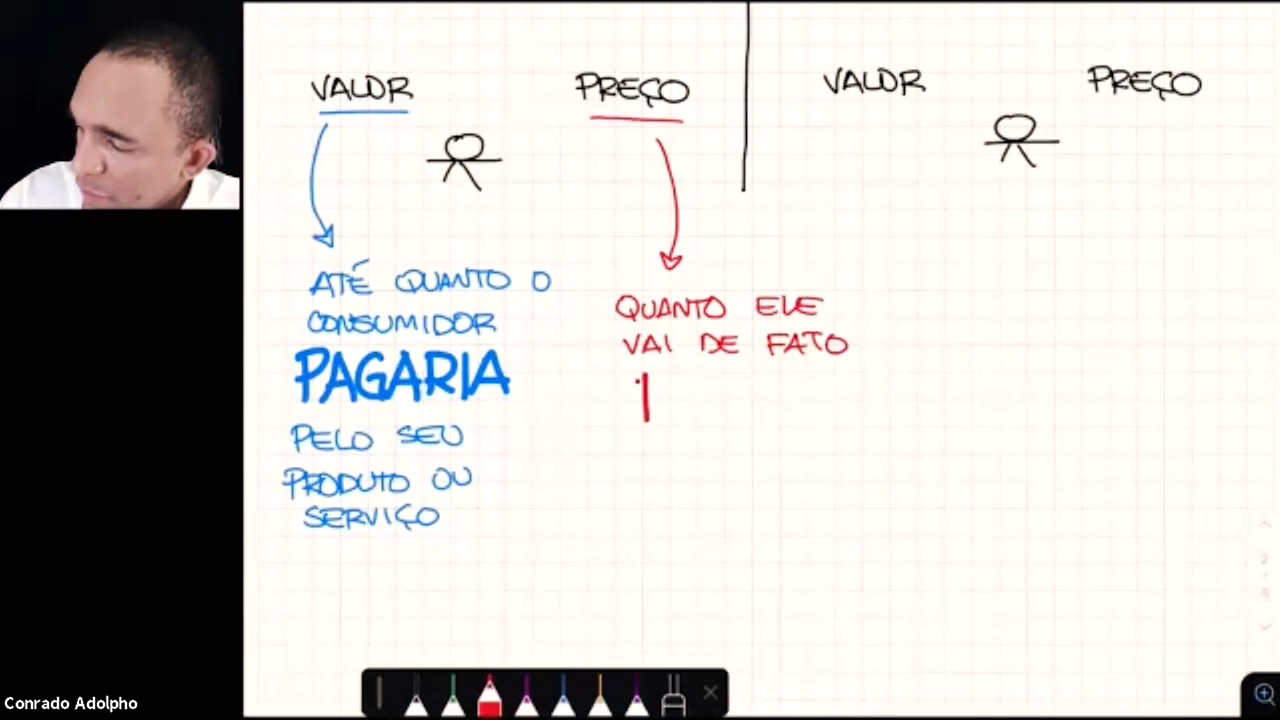 VALOR
PREÇO
VALOR
PREÇO
ATÉ QUANTO O
CONSUMIDOR
PAGARIA
PELO SEU
PRODUTO OU
SERVIÇO
QUANTO ELE
VAI DE FATO
Conrado Adolpho